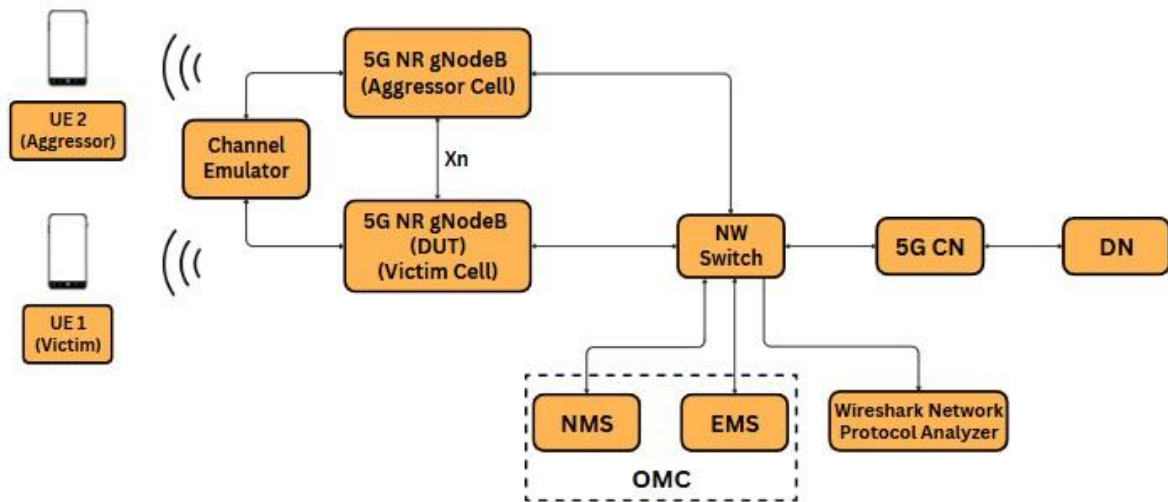 UE 2
(Aggressor)
Channel
Emulator
5G NR gNodeB
(Aggressor Cell)
Xn
5G NR gNodeB
(DUT)
(Victim Cell)
UE 1
(Victim)
NW
Switch
5G CN
DN
NMS
EMS
OMC
Wireshark Network
Protocol Analyzer